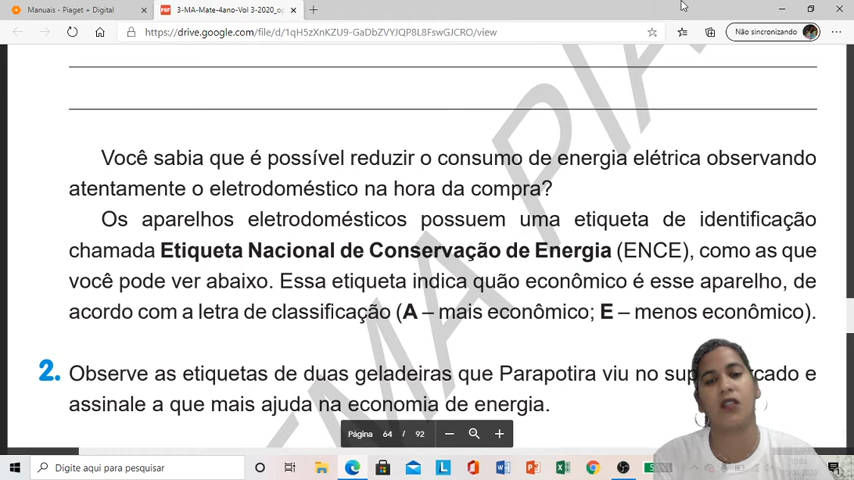 Manuais - Piaget + Digital
3-MA-Mate-4ano-Vol 3-2020_op
https://drive.google.com/file/d/1qH5zXnKZU9-GaDbZVYJQP8L8FswGJCRO/view
Não sincronizando
Você sabia que é possível reduzir o consumo de energia elétrica observando
atentamente o eletrodoméstico na hora da compra?
Os aparelhos eletrodomésticos possuem uma etiqueta de identificação
chamada Etiqueta Nacional de Conservação de Energia (ENCE), como as que
você pode ver abaixo. Essa etiqueta indica quão econômico é esse aparelho, de
acordo com a letra de classificação (A – mais econômico; E – menos econômico).
2. Observe as etiquetas de duas geladeiras que Parapotira viu no e
assinale a que mais ajuda na economia de energia.
Página 64 / 92
Digite aqui para pesquisar